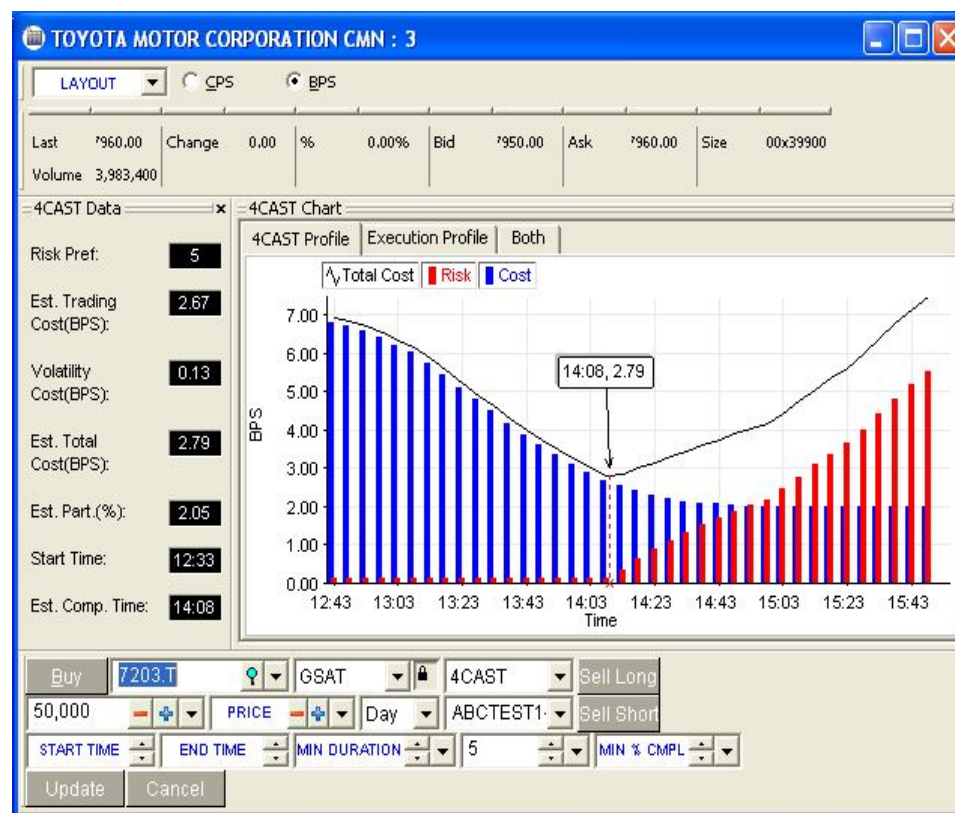 TOYOTA MOTOR CORPORATION CMN : 3
LAYOUT CPS BPS
Last 7960.00 Change 0.00 % 0.00% Bid 7950.00 Ask 7960.00 Size 00x39900
Volume 3,983,400
4CAST Data
Risk Pref: 5
Est. Trading Cost(BPS): 2.67
Volatility Cost(BPS): 0.13
Est. Total Cost(BPS): 2.79
Est. Part.(%): 2.05
Start Time: 12:33
Est. Comp. Time: 14:08
4CAST Chart
4CAST Profile Execution Profile Both
Total Cost Risk Cost
7.00
6.00
5.00
4.00
3.00
2.00
1.00
0.00
BPS
14:08, 2.79
12:43 13:03 13:23 13:43 14:03 14:23 14:43 15:03 15:23 15:43
Time
Buy 7203.T GSAT 4CAST Sell Long
50,000 PRICE Day ABCTEST1- Sell Short
START TIME END TIME MIN DURATION 5 MIN % CMPL
Update Cancel